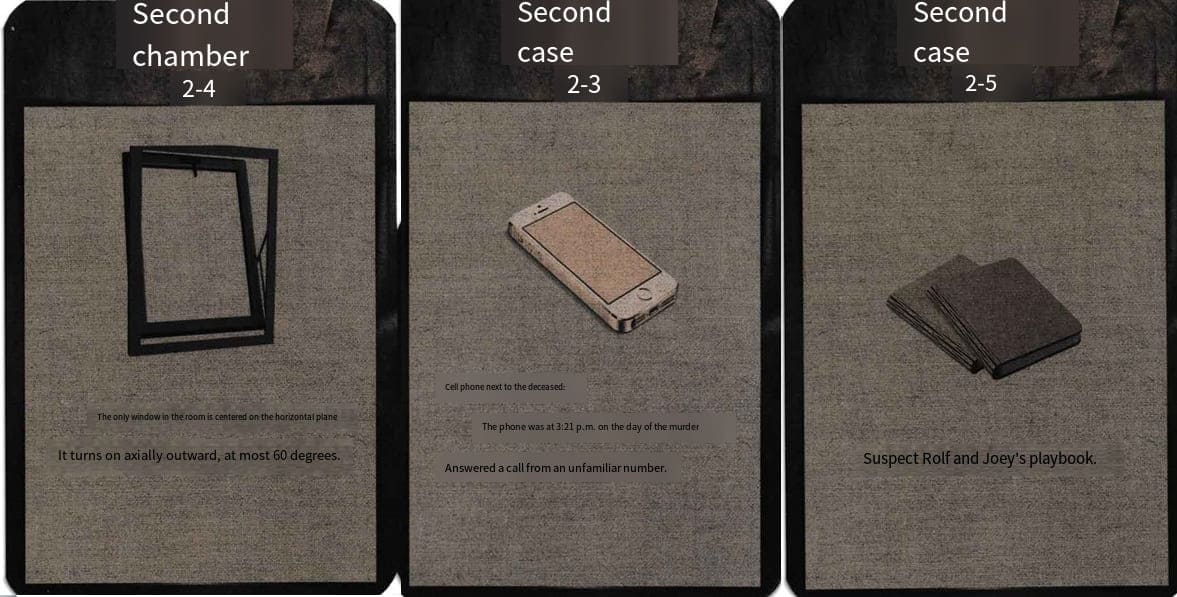 Second
chamber
2-4
The only window in the room is centered on the horizontal plane
It turns on axially outward, at most 60 degrees.
Second
case
2-3
Cell phone next to the deceased:
The phone was at 3:21 p.m. on the day of the murder
Answered a call from an unfamiliar number.
Second
case
2-5
Suspect Rolf and Joey's playbook.